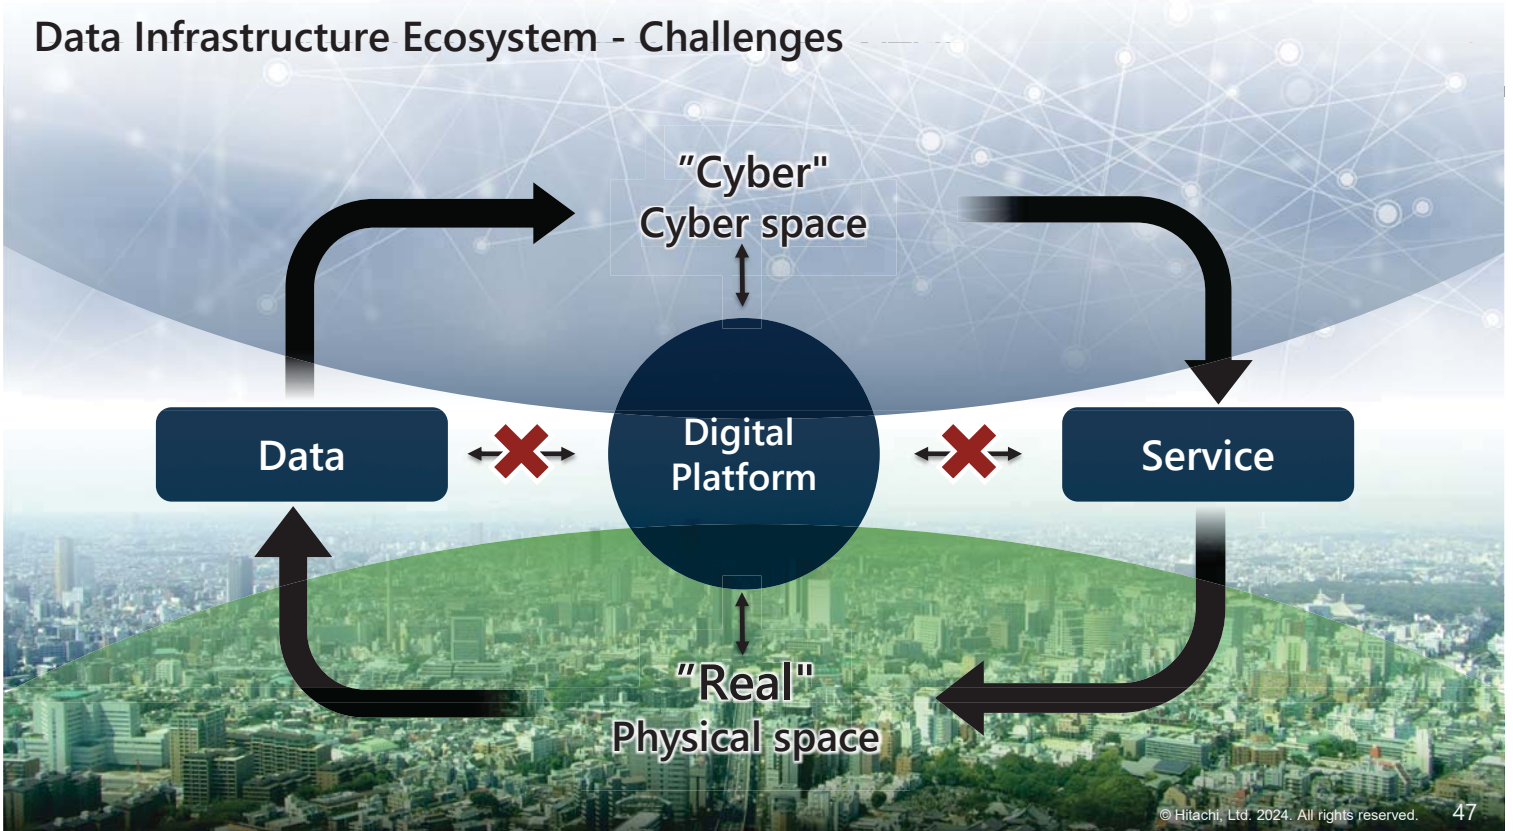 Data Infrastructure Ecosystem - Challenges
”Cyber"
Cyber space
Data
Digital
Platform
Service
”Real"
Physical space
© Hitachi, Ltd. 2024. All rights reserved.
47